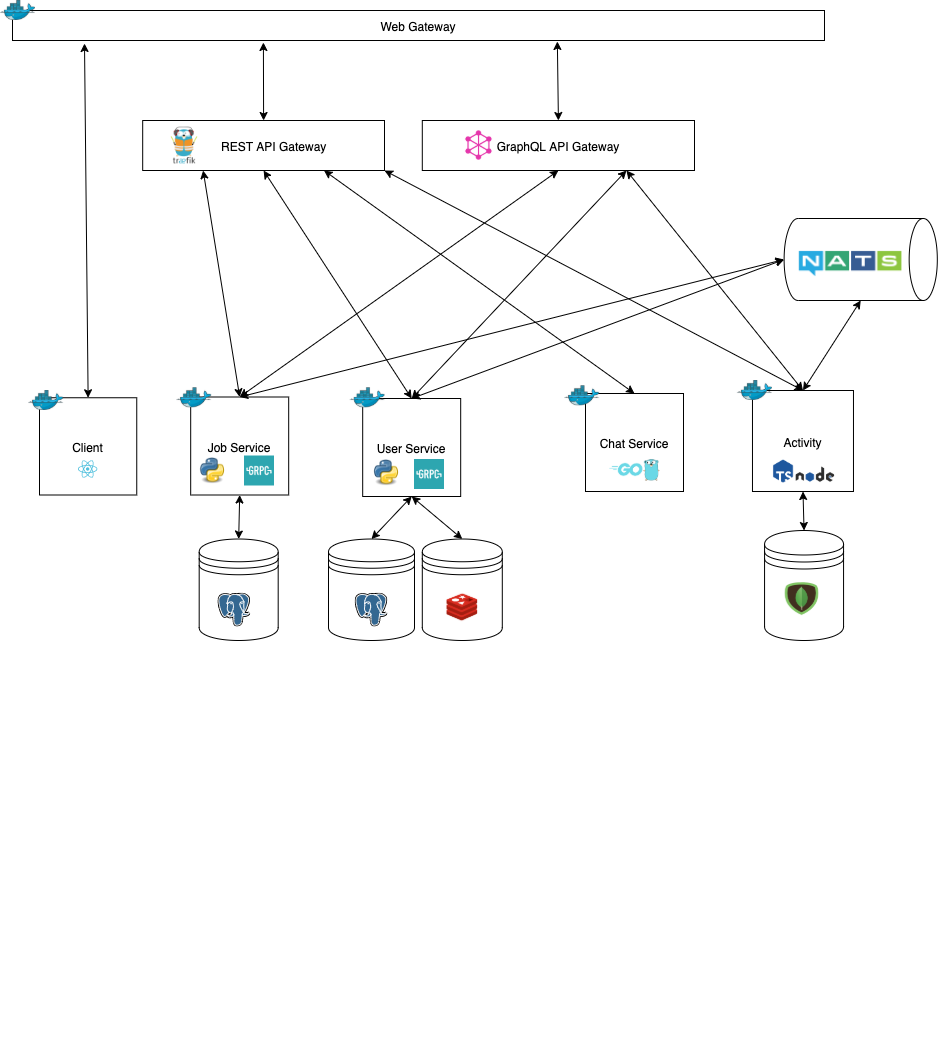 Web Gateway
træfik
REST API Gateway
GraphQL API Gateway
NATS
Client
Job Service
GRPC
User Service
GRPC
Chat Service
GO
Activity
TS node